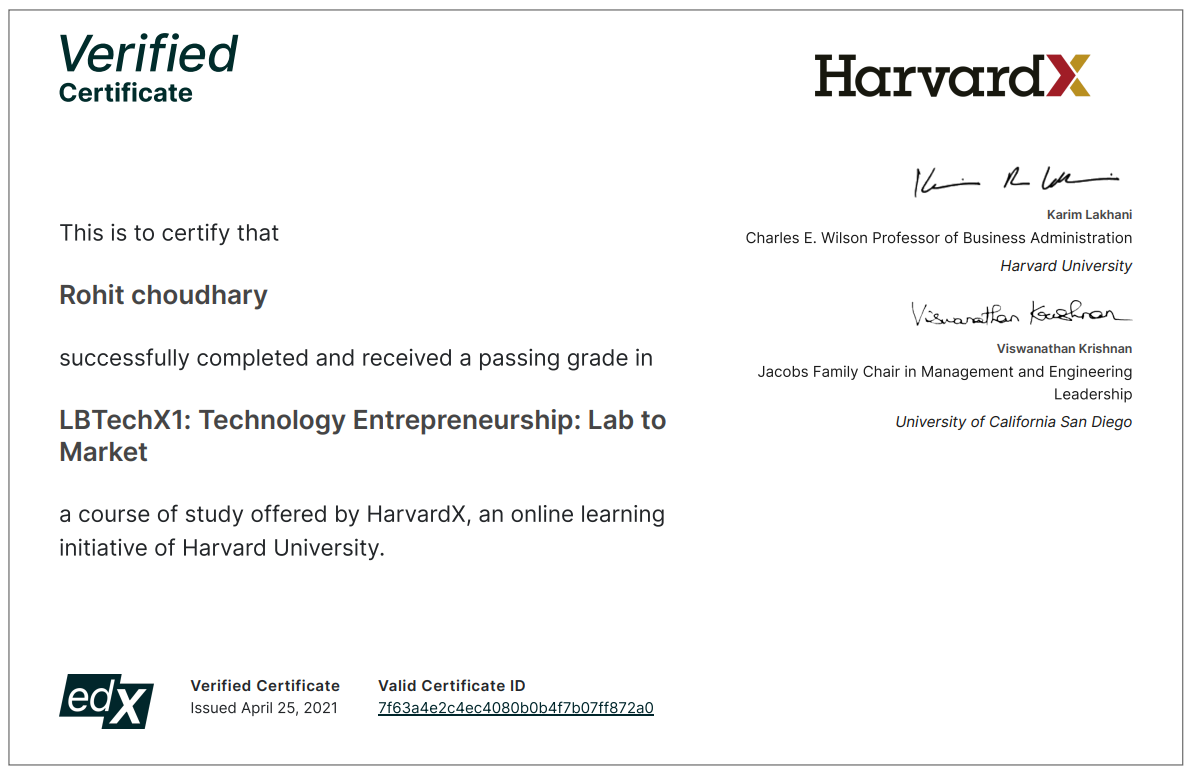 Verified
Certificate
HarvardX
This is to certify that
Rohit choudhary
successfully completed and received a passing grade in
LBTechX1: Technology Entrepreneurship: Lab to
Market
a course of study offered by HarvardX, an online learning
initiative of Harvard University.
Karim Lakhani
Charles E. Wilson Professor of Business Administration
Harvard University
Viswanathan Krishnan
Viswanathan Krishnan
Jacobs Family Chair in Management and Engineering
Leadership
University of California San Diego
edX
Verified Certificate
Issued April 25, 2021
Valid Certificate ID
7f63a4e2c4ec4080b0b4f7b07ff872a0